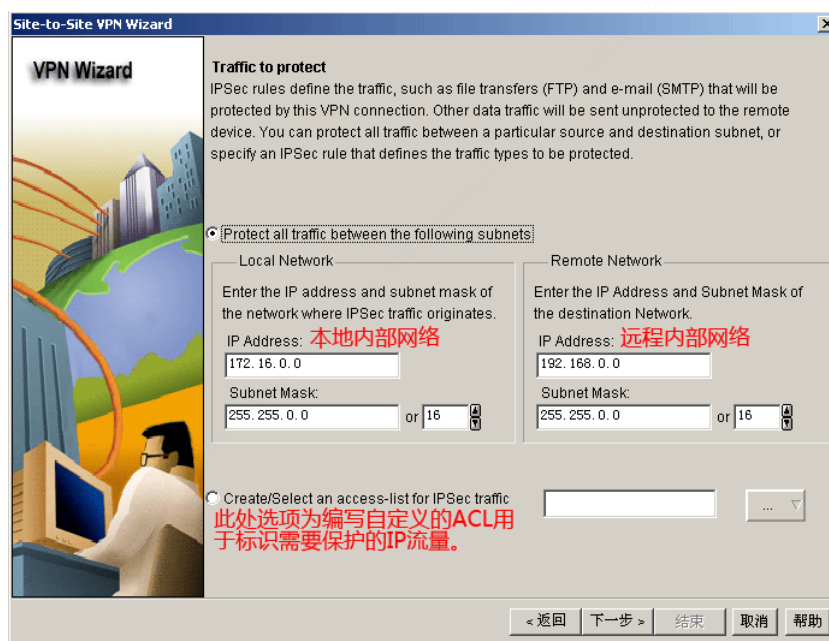 Site-to-Site VPN Wizard
VPN Wizard
Traffic to protect
IPSec rules define the traffic, such as file transfers (FTP) and e-mail (SMTP) that will be
protected by this VPN connection. Other data traffic will be sent unprotected to the remote
device. You can protect all traffic between a particular source and destination subnet, or
specify an IPSec rule that defines the traffic types to be protected.
Protect all traffic between the following subnets
Local Network
Enter the IP address and subnet mask of
the network where IPSec traffic originates.
IP Address: 本地内部网络
172.16.0.0
Subnet Mask:
255.255.0.0 or 16
Remote Network
Enter the IP Address and Subnet Mask of
the destination Network.
IP Address: 远程内部网络
192.168.0.0
Subnet Mask:
255.255.0.0 or 16
Create/Select an access-list for IPSec traffic
...
此处选项为编写自定义的ACL用
于标识需要保护的IP流量。
<返回 下一步> 结束 取消 帮助